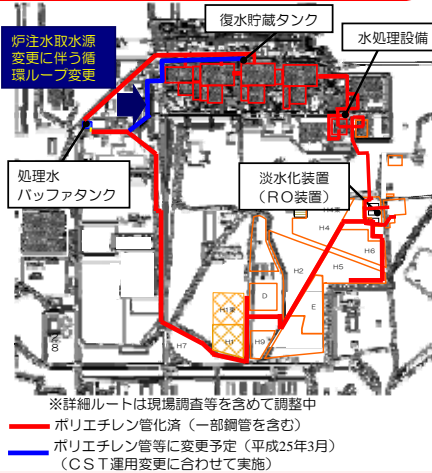 炉注水取水源
変更に伴う循
環ループ変更
復水貯蔵タンク
水処理設備
処理水
バッファタンク
淡水化装置
（RO装置）
H4
H6
H5
H2
D
E
H1東
H1
H9
H7
8
※詳細ルートは現場調査等を含めて調整中
ポリエチレン管化済（一部鋼管を含む）
ポリエチレン管等に変更予定（平成25年3月）
（ＣＳＴ運用変更に合わせて実施）